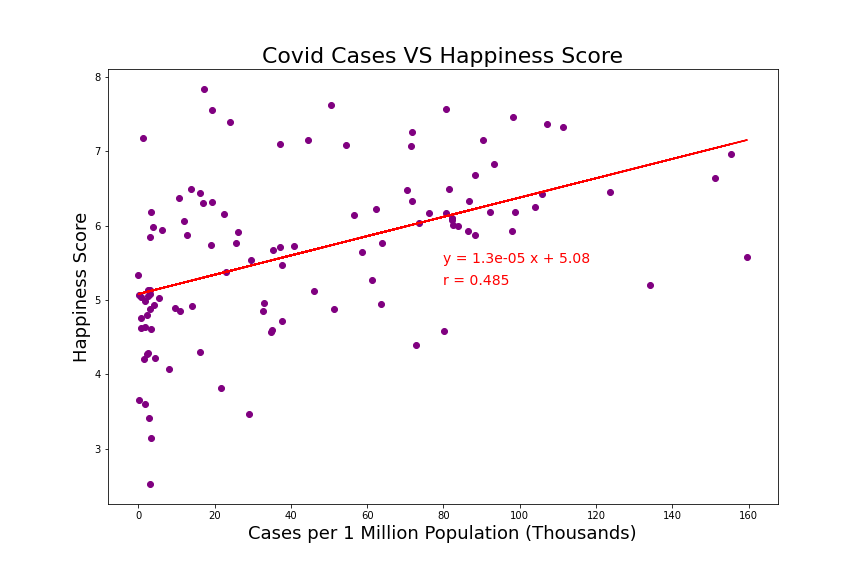 Covid Cases VS Happiness Score
8
7
6
5
4
3
Happiness Score
y = 1.3e-05 x + 5.08
r = 0.485
0 20 40 60 80 100 120 140 160
Cases per 1 Million Population (Thousands)